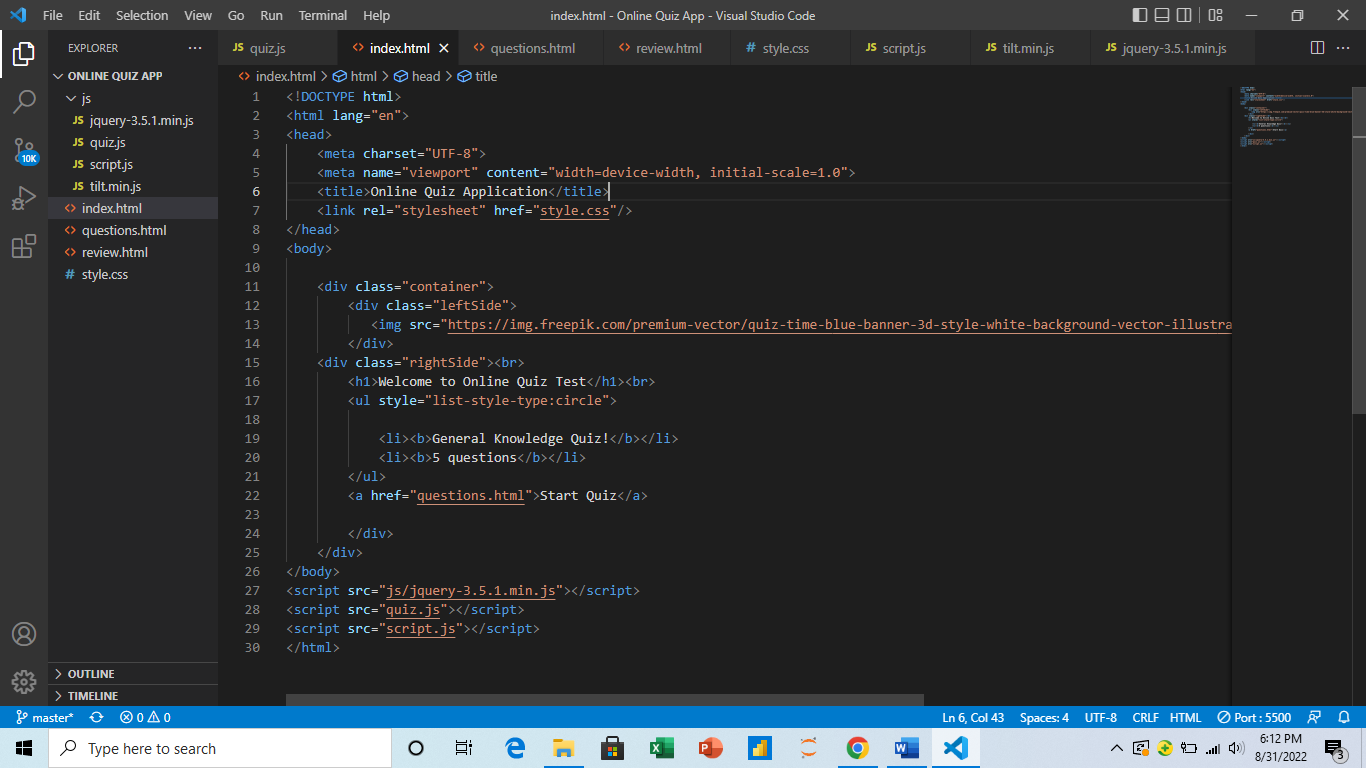 File Edit Selection View Go Run Terminal Help index.html - Online Quiz App - Visual Studio Code
EXPLORER
ONLINE QUIZ APP
js
JS jquery-3.5.1.min.js
JS quiz.js
JS script.js
JS tilt.min.js
<> index.html
<> questions.html
<> review.html
# style.css
10K
OUTLINE
TIMELINE
JS quiz.js <> index.html <> questions.html <> review.html # style.css JS script.js JS tilt.min.js JS jquery-3.5.1.min.js
<> index.html > html > head > title
1 <!DOCTYPE html>
2 <html lang="en">
3 <head>
4 <meta charset="UTF-8">
5 <meta name="viewport" content="width=device-width, initial-scale=1.0">
6 <title>Online Quiz Application</title>
7 <link rel="stylesheet" href="style.css"/>
8 </head>
9 <body>
10
11 <div class="container">
12 <div class="leftSide">
13 <img src="https://img.freepik.com/premium-vector/quiz-time-blue-banner-3d-style-white-background-vector-illustra
14 </div>
15 <div class="rightSide"><br>
16 <h1>Welcome to Online Quiz Test</h1><br>
17 <ul style="list-style-type:circle">
18
19 <li><b>General Knowledge Quiz!</b></li>
20 <li><b>5 questions</b></li>
21 </ul>
22 <a href="questions.html">Start Quiz</a>
23
24 </div>
25 </div>
26 </body>
27 <script src="js/jquery-3.5.1.min.js"></script>
28 <script src="quiz.js"></script>
29 <script src="script.js"></script>
30 </html>
master* 0 0 Ln 6, Col 43 Spaces: 4 UTF-8 CRLF HTML Port : 5500
Type here to search
6:12 PM
8/31/2022
3